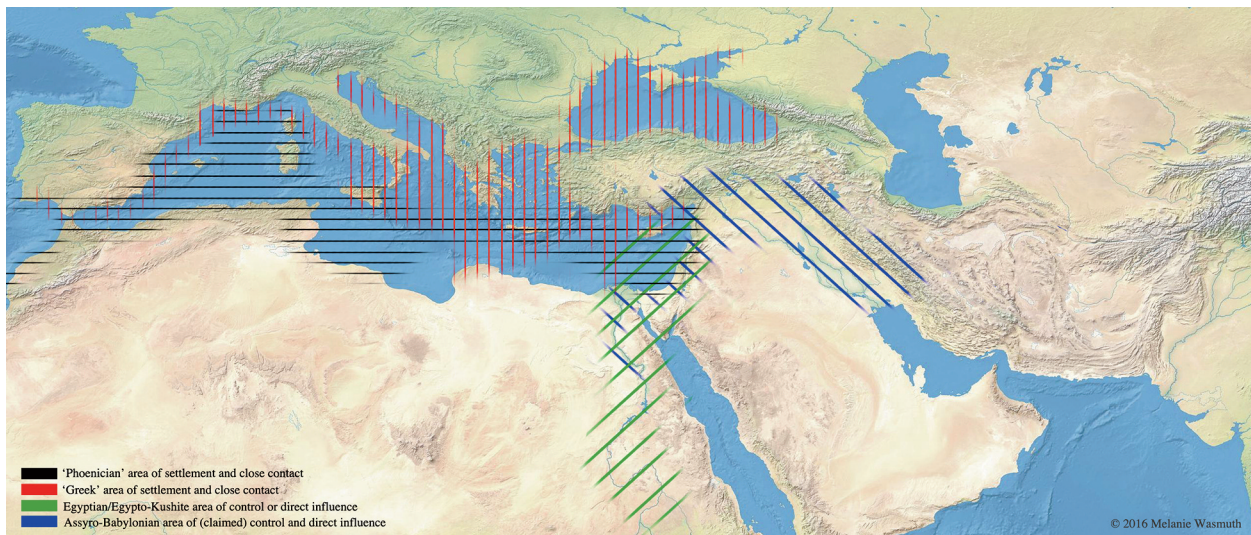 ‘Phoenician’ area of settlement and close contact
‘Greek’ area of settlement and close contact
Egyptian/Egypto-Kushite area of control or direct influence
Assyro-Babylonian area of (claimed) control and direct influence
© 2016 Melanie Wasmuth